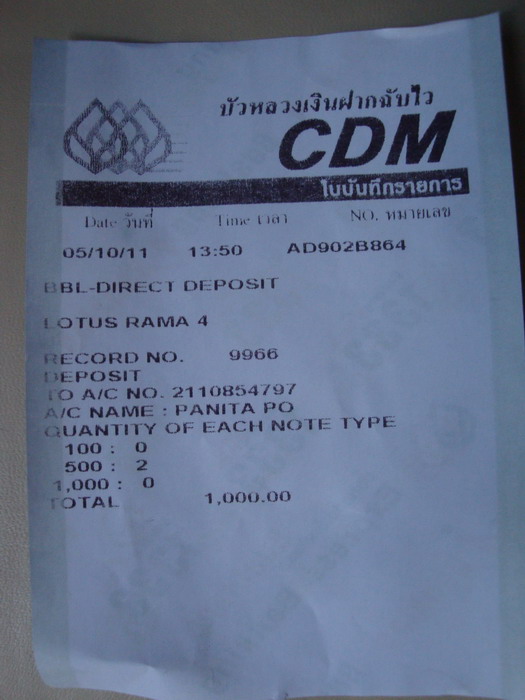 บัวหลวงเงินฝากฉับไว
CDM
ใบบันทึกรายการ
Date วันที่ Time เวลา NO. หมายเลข
05/10/11 13:50 AD902B864
BBL-DIRECT DEPOSIT
LOTUS RAMA 4
RECORD NO. 9966
DEPOSIT
TO A/C NO. 2110854797
A/C NAME : PANITA PO
QUANTITY OF EACH NOTE TYPE
100 : 0
500 : 2
1,000 : 0
TOTAL 1,000.00